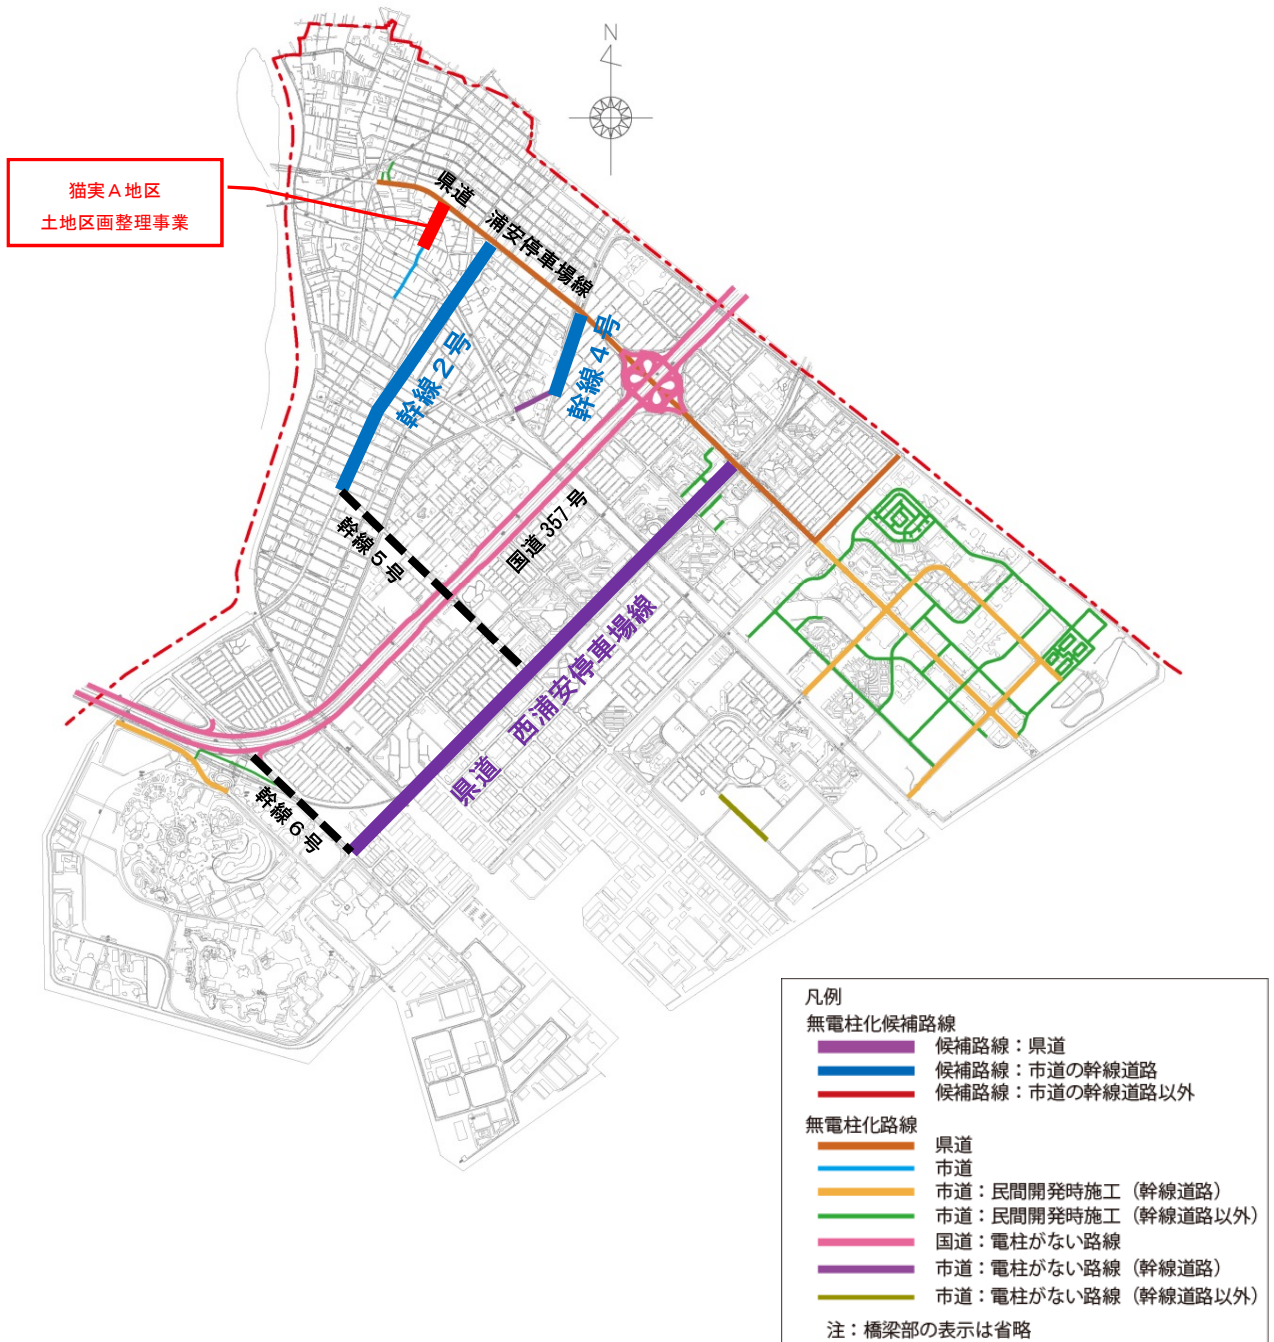 N
猫実A地区
土地区画整理事業
県道 浦安停車場線
幹線2号
幹線4号
幹線5号
国道357号
県道 西浦安停車場線
幹線6号
凡例
無電柱化候補路線
候補路線：県道
候補路線：市道の幹線道路
候補路線：市道の幹線道路以外
無電柱化路線
県道
市道
市道：民間開発時施工（幹線道路）
市道：民間開発時施工（幹線道路以外）
国道：電柱がない路線
市道：電柱がない路線（幹線道路）
市道：電柱がない路線（幹線道路以外）
注：橋梁部の表示は省略